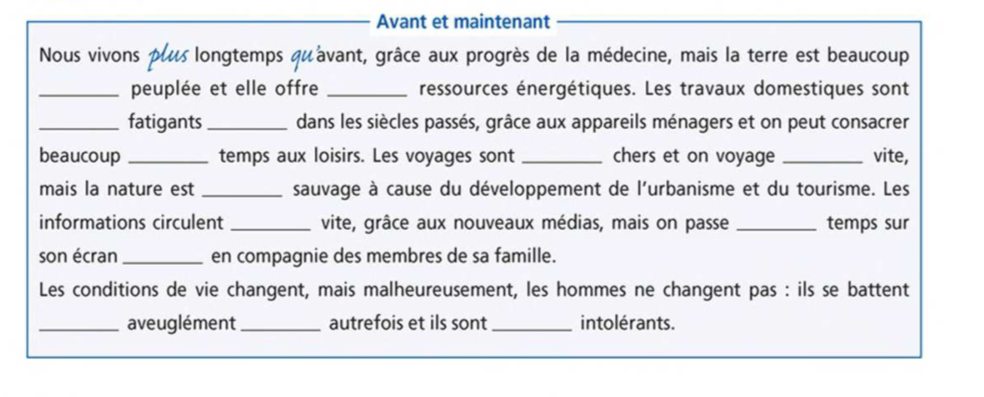 Avant et maintenant
Nous vivons plus longtemps qu'avant, grâce aux progrès de la médecine, mais la terre est beaucoup
________ peuplée et elle offre ________ ressources énergétiques. Les travaux domestiques sont
________ fatigants ________ dans les siècles passés, grâce aux appareils ménagers et on peut consacrer
beaucoup ________ temps aux loisirs. Les voyages sont ________ chers et on voyage ________ vite,
mais la nature est ________ sauvage à cause du développement de l'urbanisme et du tourisme. Les
informations circulent ________ vite, grâce aux nouveaux médias, mais on passe ________ temps sur
son écran ________ en compagnie des membres de sa famille.
Les conditions de vie changent, mais malheureusement, les hommes ne changent pas : ils se battent
________ aveuglément ________ autrefois et ils sont ________ intolérants.